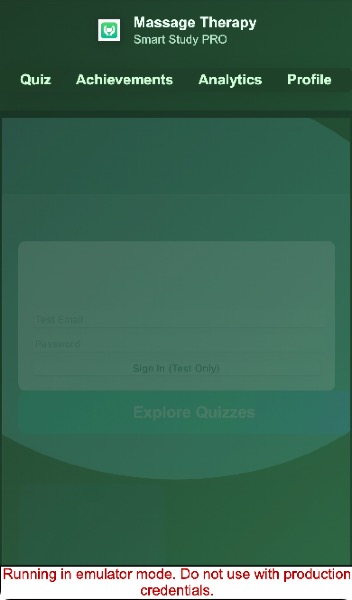 Massage Therapy
Smart Study PRO
Quiz
Achievements
Analytics
Profile
Test Email
Password
Sign In (Test Only)
Explore Quizzes
Running in emulator mode. Do not use with production
credentials.